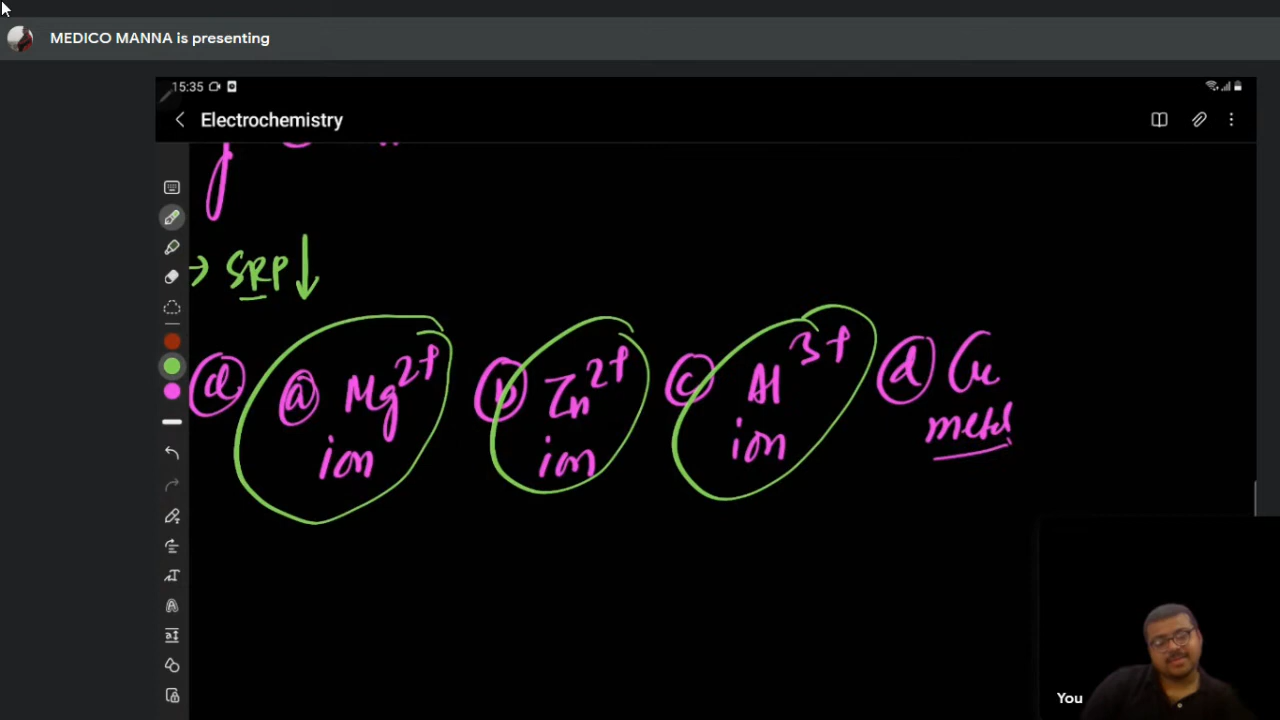 MEDICO MANNA is presenting
15:35
Electrochemistry
→ SRP↓
ⓓ ⓐ Mg2+ ⓑ Zn2+ ⓒ Al3+ ⓓ Cu
ion ion ion metal
You